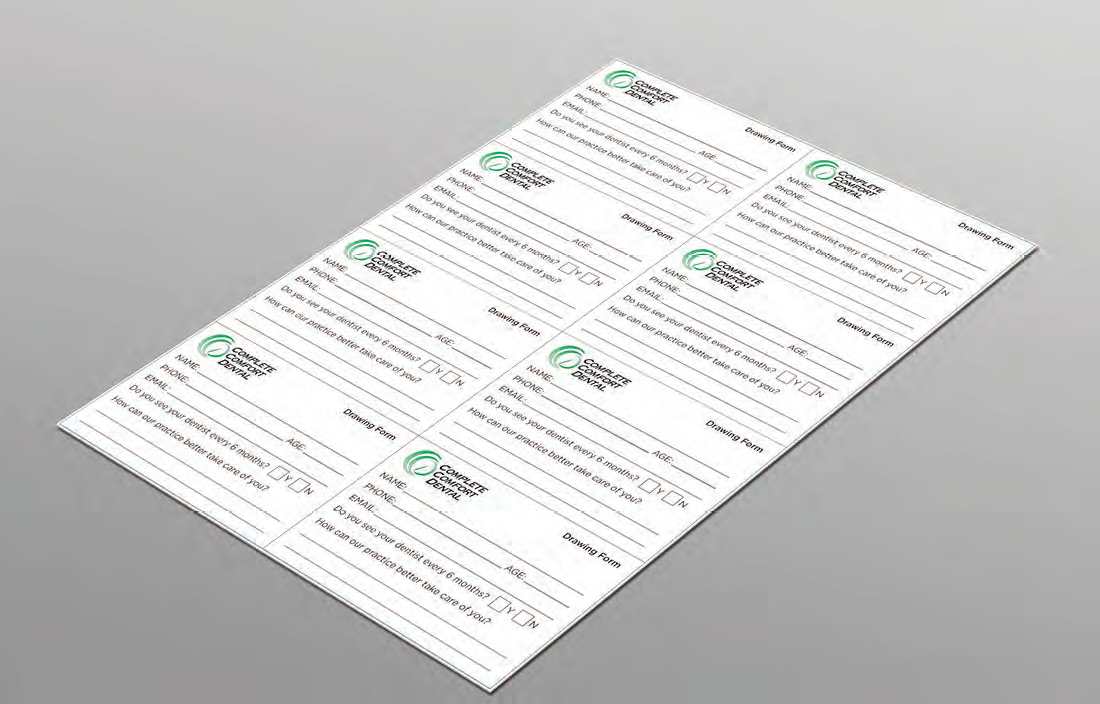 COMPLETE
COMFORT
DENTAL
Drawing Form
NAME:
PHONE:
EMAIL: AGE:
Do you see your dentist every 6 months? Y N
How can our practice better take care of you?
COMPLETE
COMFORT
DENTAL
Drawing Form
NAME:
PHONE:
EMAIL: AGE:
Do you see your dentist every 6 months? Y N
How can our practice better take care of you?
COMPLETE
COMFORT
DENTAL
Drawing Form
NAME:
PHONE:
EMAIL: AGE:
Do you see your dentist every 6 months? Y N
How can our practice better take care of you?
COMPLETE
COMFORT
DENTAL
Drawing Form
NAME:
PHONE:
EMAIL: AGE:
Do you see your dentist every 6 months? Y N
How can our practice better take care of you?
COMPLETE
COMFORT
DENTAL
Drawing Form
NAME:
PHONE:
EMAIL: AGE:
Do you see your dentist every 6 months? Y N
How can our practice better take care of you?
COMPLETE
COMFORT
DENTAL
Drawing Form
NAME:
PHONE:
EMAIL: AGE:
Do you see your dentist every 6 months? Y N
How can our practice better take care of you?
COMPLETE
COMFORT
DENTAL
Drawing Form
NAME:
PHONE:
EMAIL: AGE:
Do you see your dentist every 6 months? Y N
How can our practice better take care of you?
COMPLETE
COMFORT
DENTAL
Drawing Form
NAME:
PHONE:
EMAIL: AGE:
Do you see your dentist every 6 months? Y N
How can our practice better take care of you?